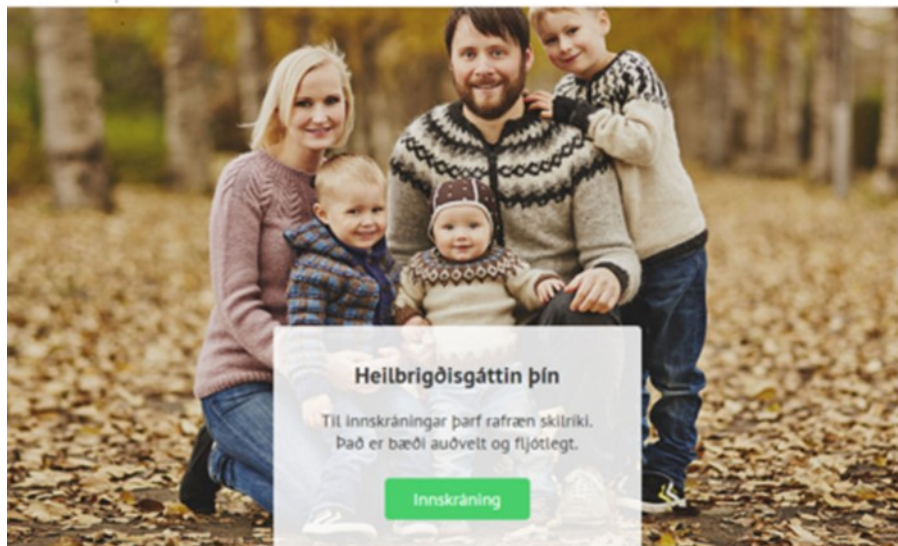 Heilbrigðisgáttin þín
Til innskráningar þarf rafræn skilríki.
Það er bæði auðvelt og fljótlegt.
Innskráning